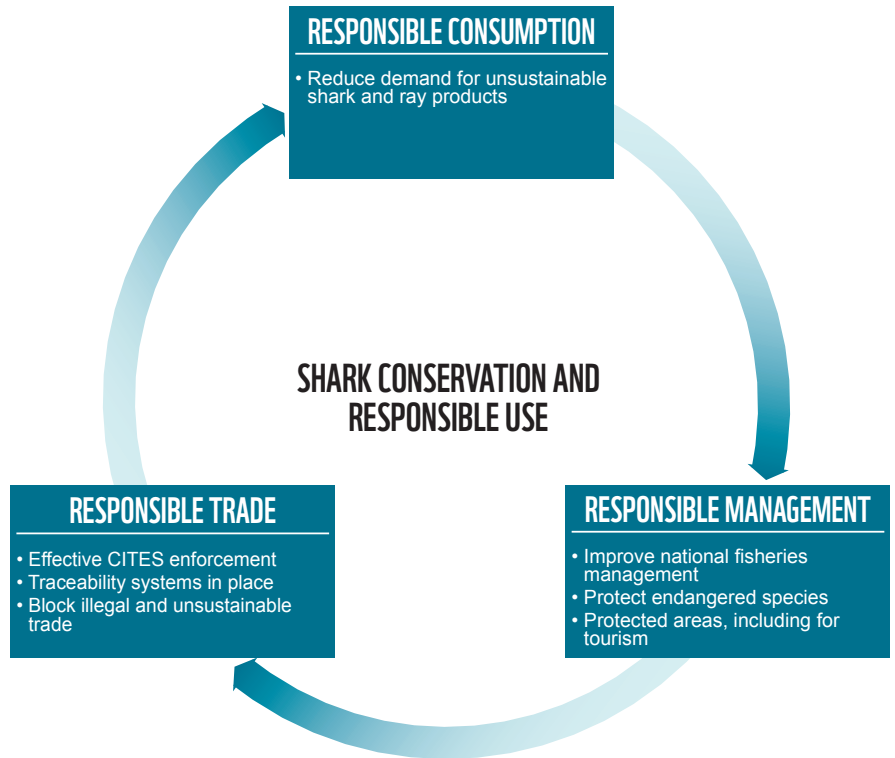 RESPONSIBLE CONSUMPTION
• Reduce demand for unsustainable
shark and ray products
SHARK CONSERVATION AND
RESPONSIBLE USE
RESPONSIBLE TRADE
• Effective CITES enforcement
• Traceability systems in place
• Block illegal and unsustainable
trade
RESPONSIBLE MANAGEMENT
• Improve national fisheries
management
• Protect endangered species
• Protected areas, including for
tourism